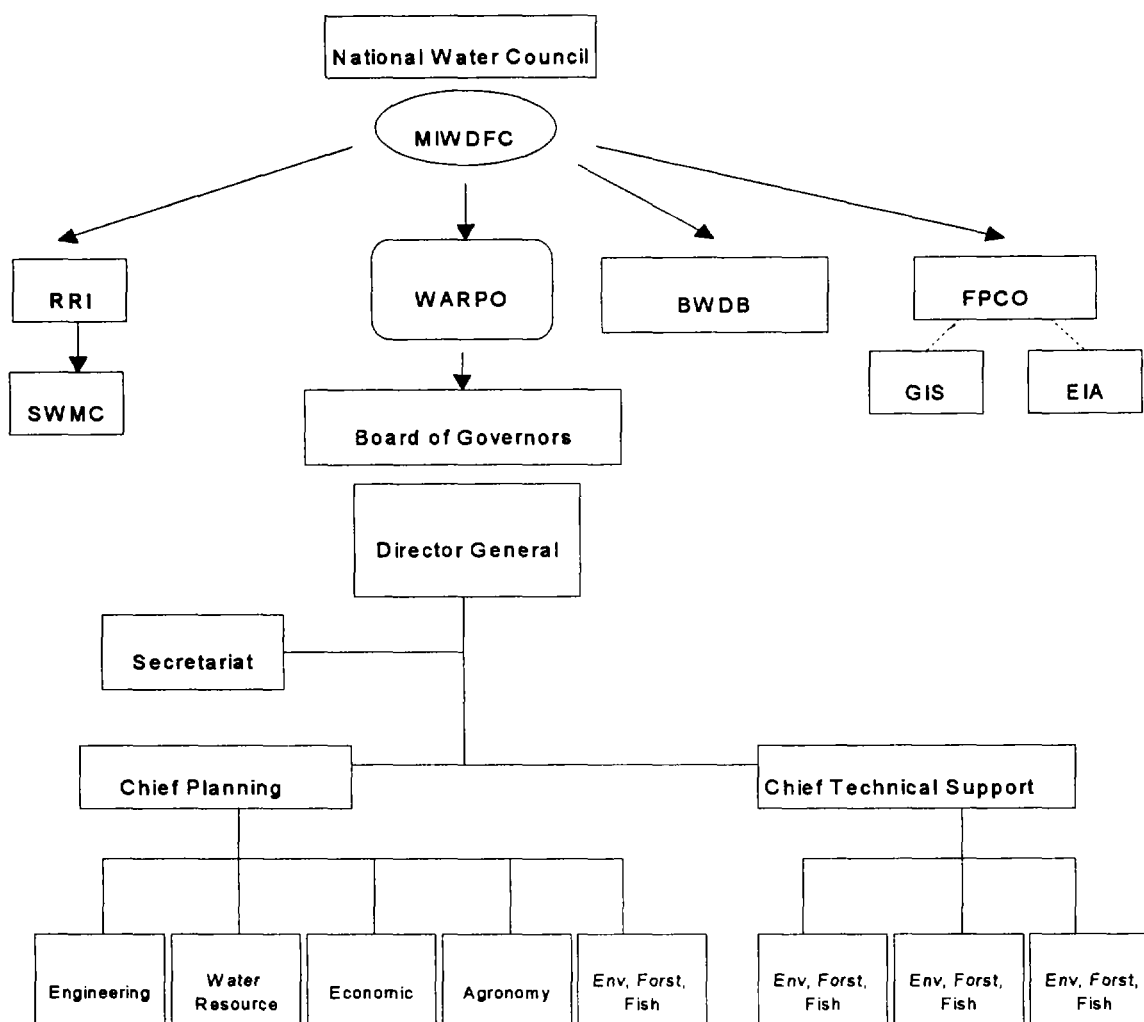 National Water Council
MIWDFC
RRI
WARPO
BWDB
FPCO
SWMC
GIS
EIA
Board of Governors
Director General
Secretariat
Chief Planning
Chief Technical Support
Engineering
Water
Resource
Economic
Agronomy
Env, Forst,
Fish
Env, Forst,
Fish
Env, Forst,
Fish
Env, Forst,
Fish